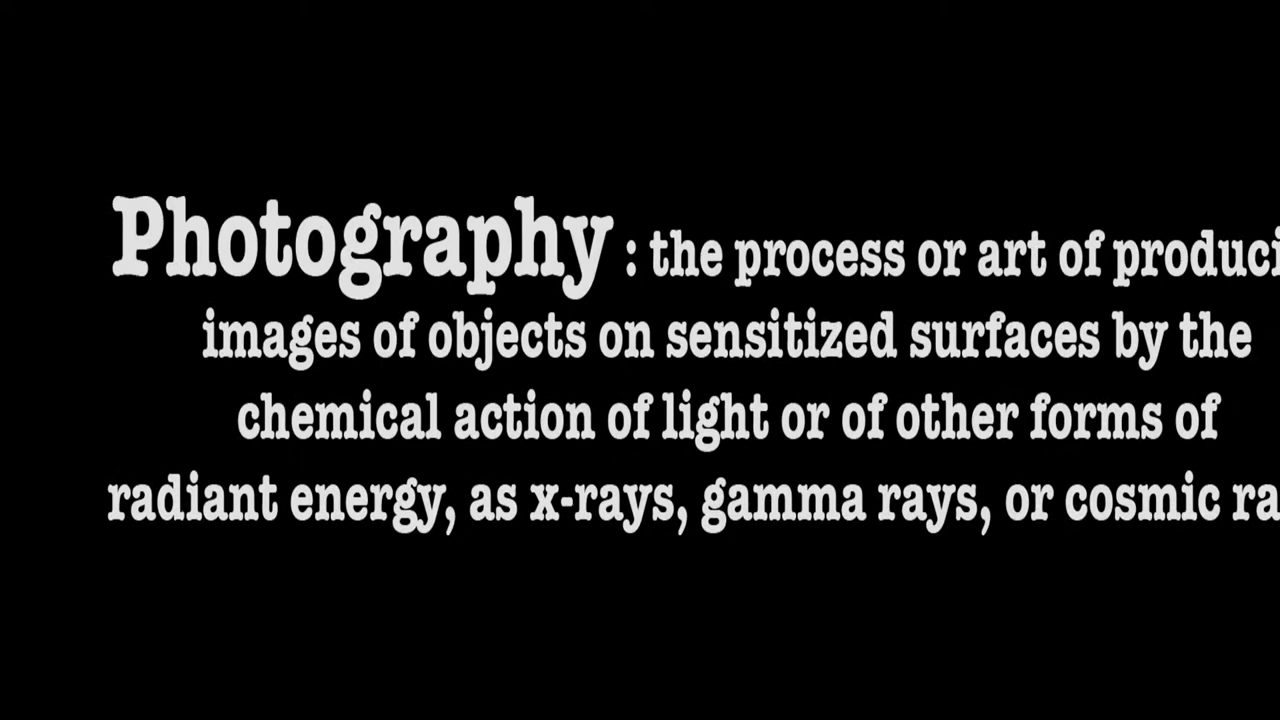 Photography : the process or art of produci
images of objects on sensitized surfaces by the
chemical action of light or of other forms of
radiant energy, as x-rays, gamma rays, or cosmic ra